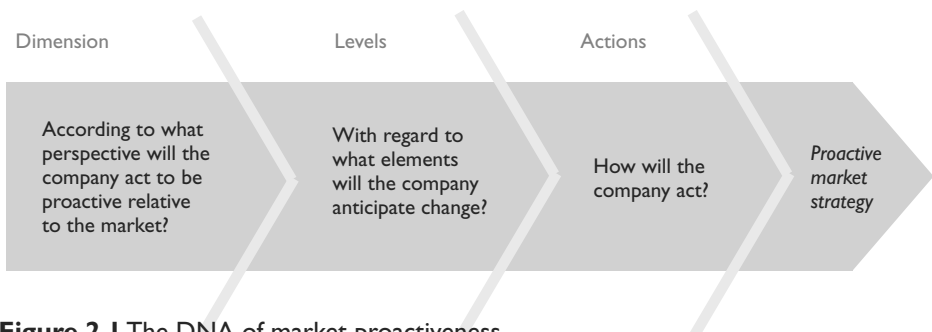 Dimension
Levels
Actions
According to what
perspective will the
company act to be
proactive relative
to the market?
With regard to
what elements
will the company
anticipate change?
How will the
company act?
Proactive
market
strategy
Figure 2.1 The DNA of market proactiveness